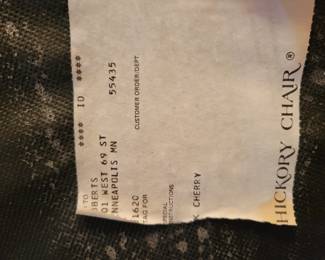 **** ID ****
TO
OBERTS
01 WEST 69 ST
NNEAPOLIS MN
55435
CUSTOMER ORDER/DEPT
1620
TAG FOR
SPECIAL
INSTRUCTIONS
CHERRY
HICKORY CHAIR®